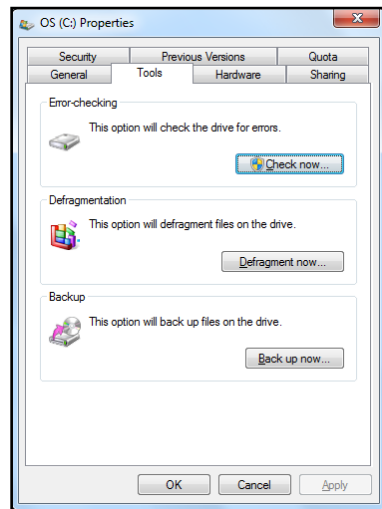 OS (C:) Properties
Security Previous Versions Quota
General Tools Hardware Sharing
Error-checking
This option will check the drive for errors.
Check now...
Defragmentation
This option will defragment files on the drive.
Defragment now...
Backup
This option will back up files on the drive.
Back up now...
OK Cancel Apply